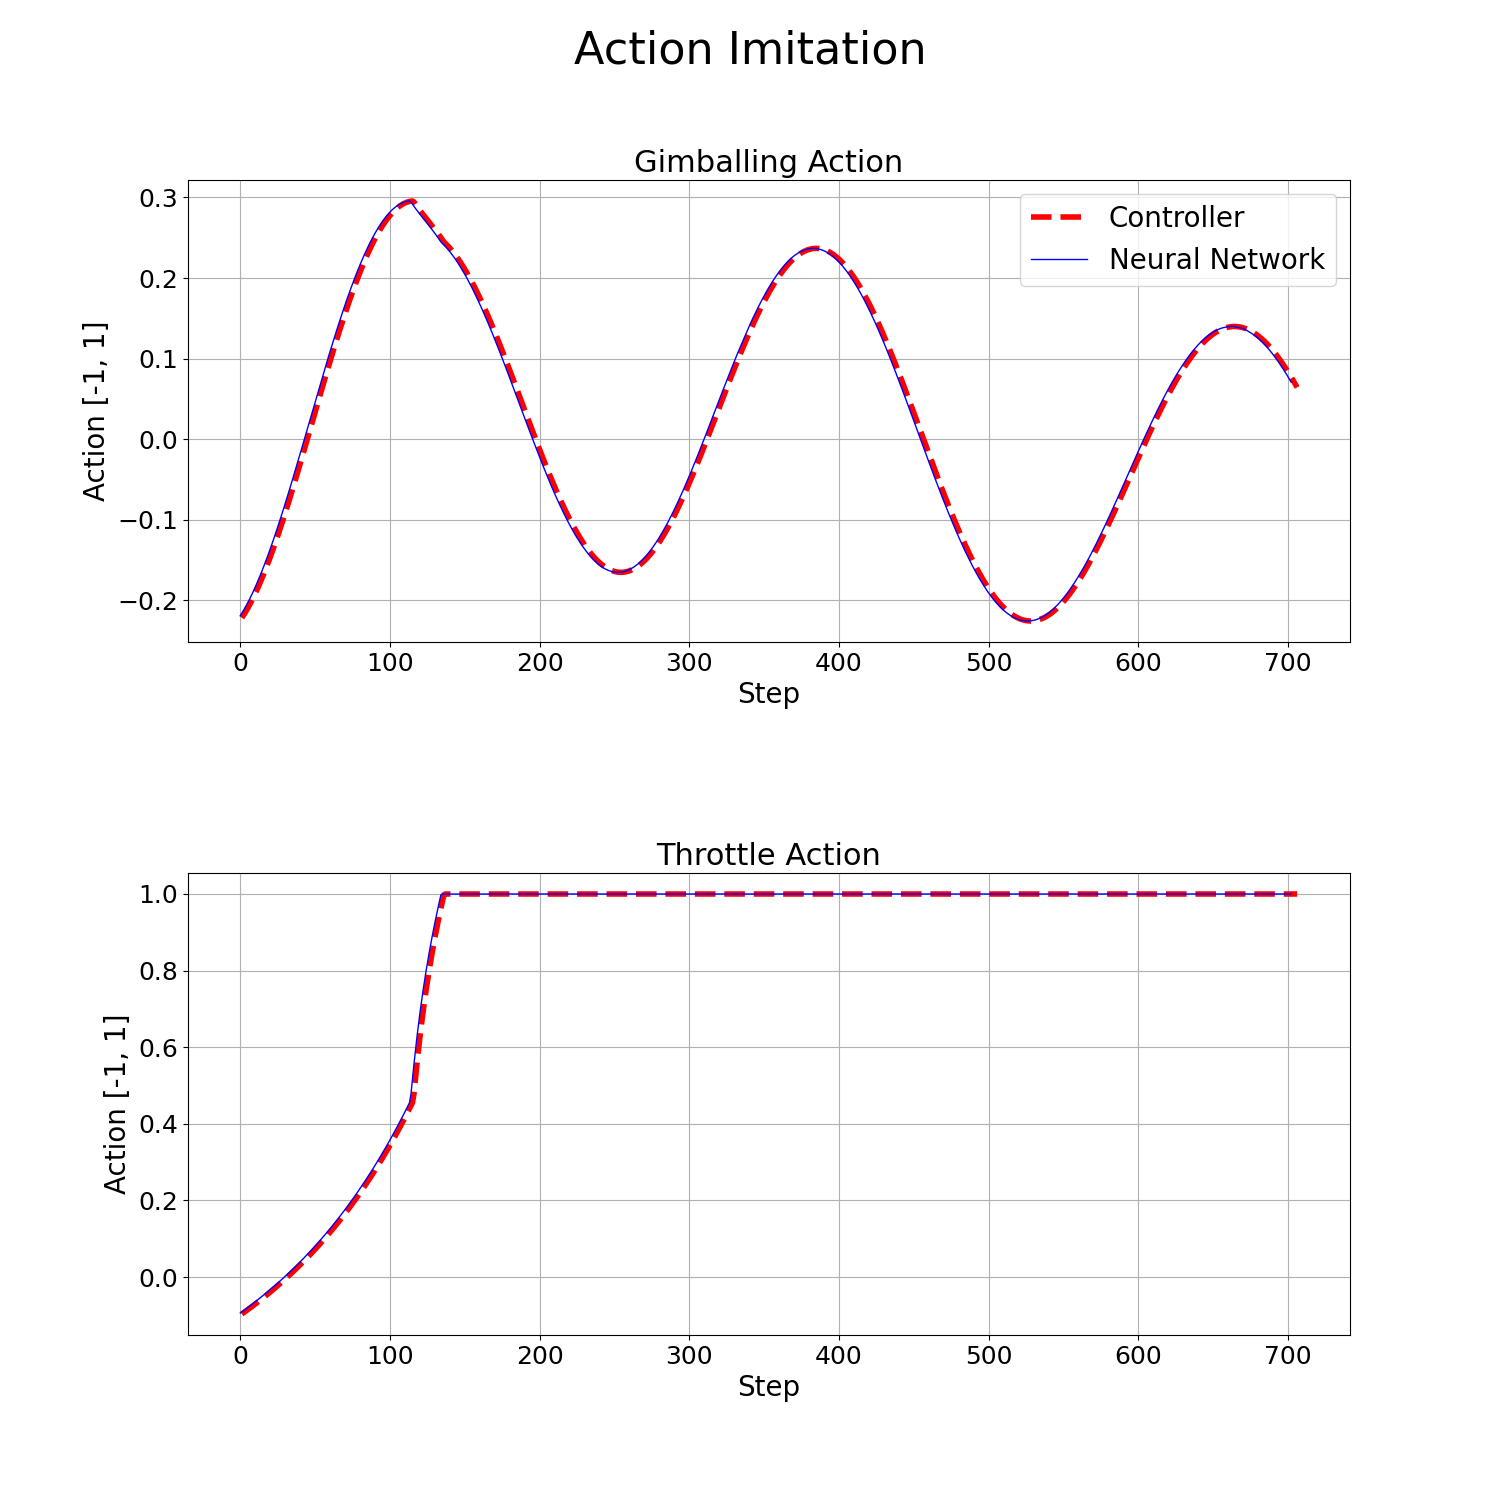 Action Imitation
Gimballing Action
Controller
Neural Network
Action [-1, 1]
0.3
0.2
0.1
0.0
−0.1
−0.2
0 100 200 300 400 500 600 700
Step
Throttle Action
Action [-1, 1]
1.0
0.8
0.6
0.4
0.2
0.0
0 100 200 300 400 500 600 700
Step